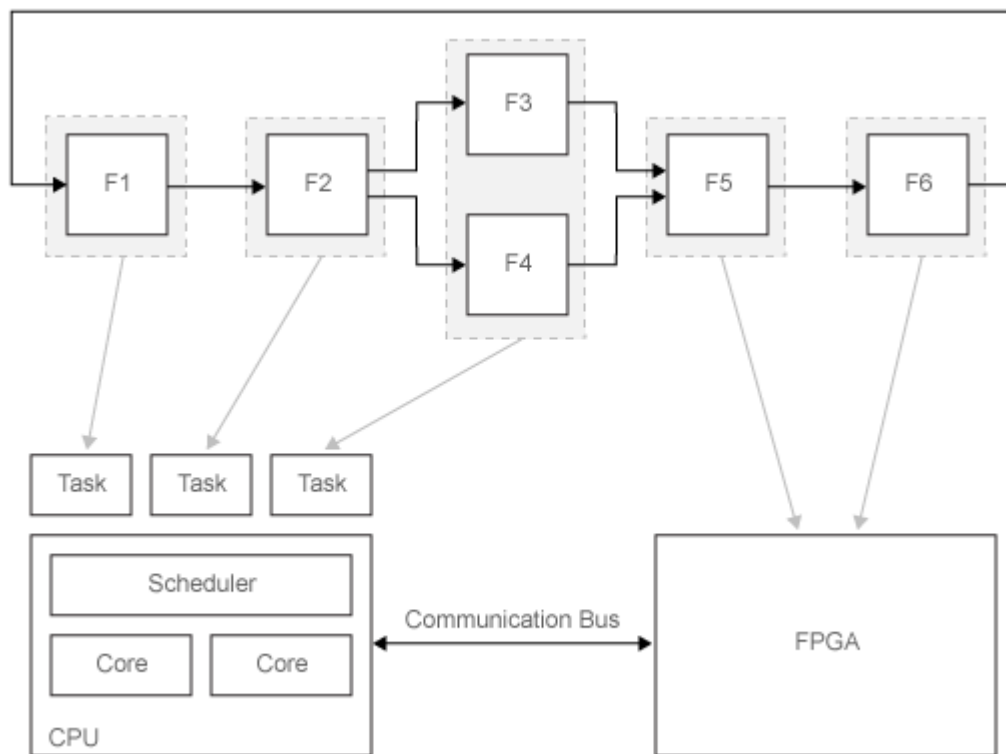 F3
F1
F2
F5
F6
F4
Task
Task
Task
Scheduler
Communication Bus
FPGA
Core
Core
CPU